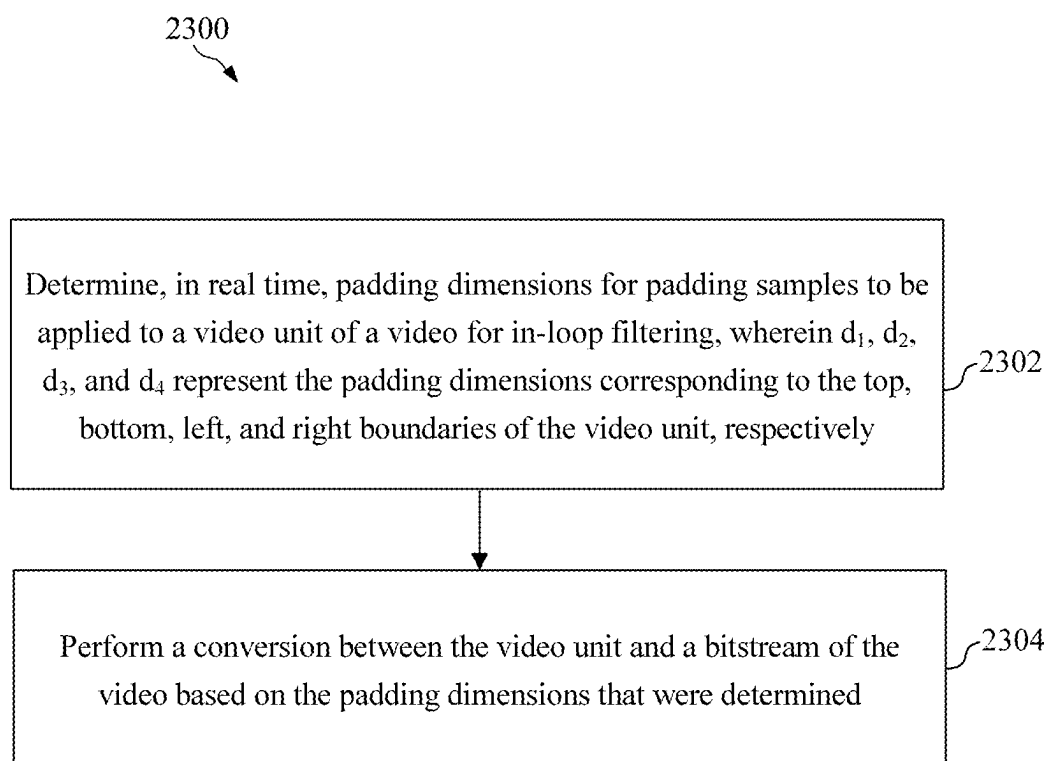 2300
Determine, in real time, padding dimensions for padding samples to be
applied to a video unit of a video for in-loop filtering, wherein d₁, d₂,
d₃, and d₄ represent the padding dimensions corresponding to the top,
bottom, left, and right boundaries of the video unit, respectively
2302
Perform a conversion between the video unit and a bitstream of the
video based on the padding dimensions that were determined
2304